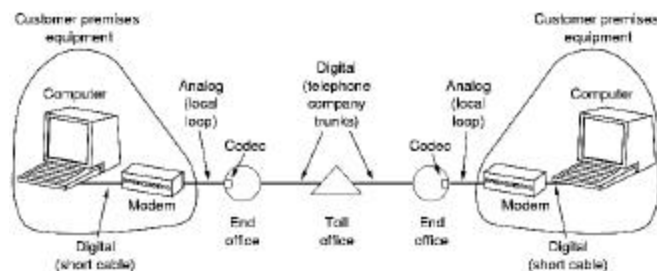 Customer premises
equipment
Computer
Analog
(local
loop)
Codec
Digital
(telephone
company
trunks)
Codec
Analog
(local
loop)
Customer premises
equipment
Computer
Modem
Digital
(short cable)
End
office
Toll
office
End
office
Modem
Digital
(short cable)